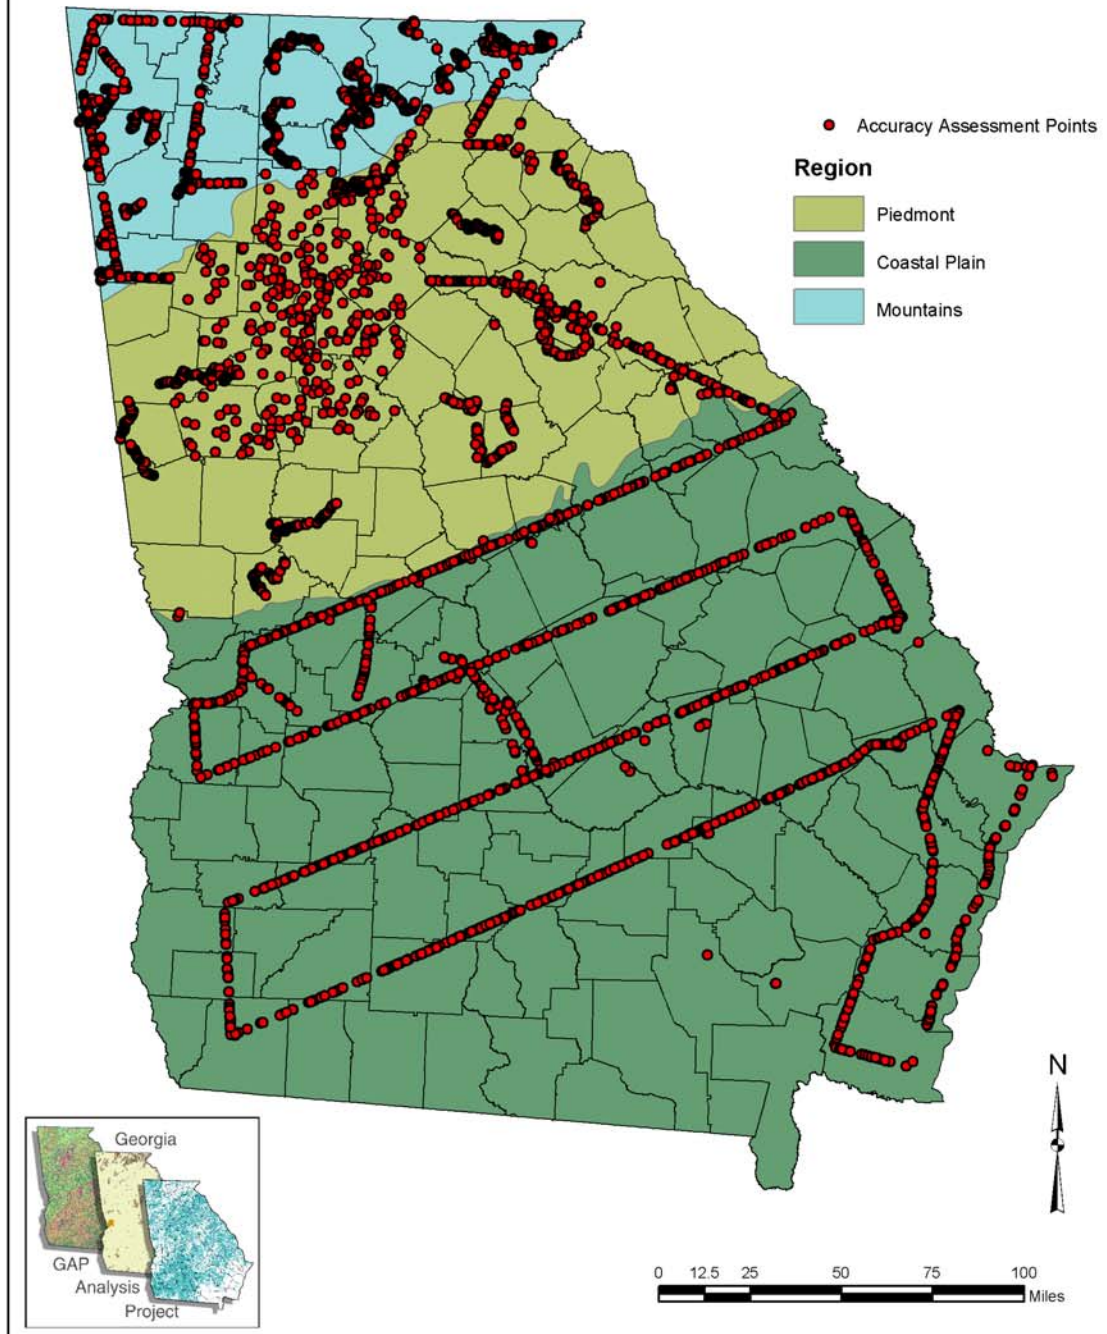 Accuracy Assessment Points
Region
Piedmont
Coastal Plain
Mountains
N
Georgia
GAP
Analysis
Project
0 12.5 25 50 75 100
Miles